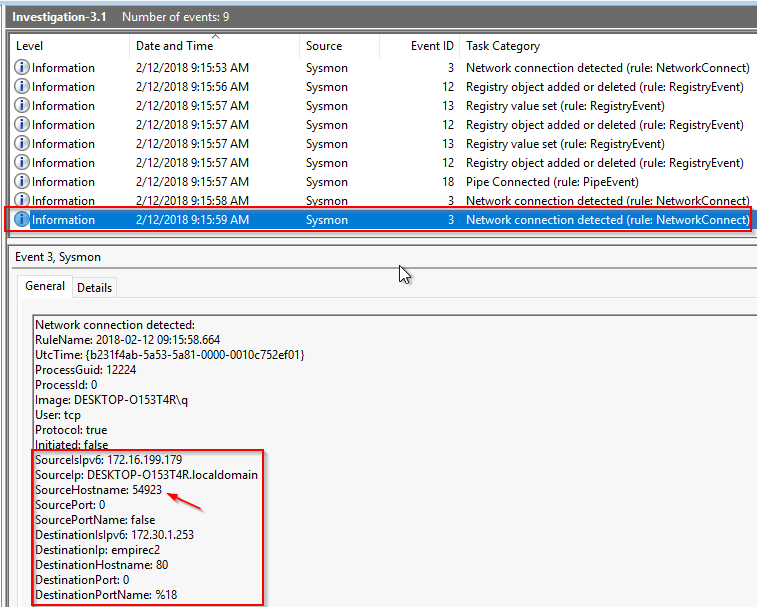 Investigation-3.1 Number of events: 9
Level Date and Time Source Event ID Task Category
Information 2/12/2018 9:15:53 AM Sysmon 3 Network connection detected (rule: NetworkConnect)
Information 2/12/2018 9:15:56 AM Sysmon 12 Registry object added or deleted (rule: RegistryEvent)
Information 2/12/2018 9:15:57 AM Sysmon 13 Registry value set (rule: RegistryEvent)
Information 2/12/2018 9:15:57 AM Sysmon 12 Registry object added or deleted (rule: RegistryEvent)
Information 2/12/2018 9:15:57 AM Sysmon 13 Registry value set (rule: RegistryEvent)
Information 2/12/2018 9:15:57 AM Sysmon 12 Registry object added or deleted (rule: RegistryEvent)
Information 2/12/2018 9:15:57 AM Sysmon 18 Pipe Connected (rule: PipeEvent)
Information 2/12/2018 9:15:58 AM Sysmon 3 Network connection detected (rule: NetworkConnect)
Information 2/12/2018 9:15:59 AM Sysmon 3 Network connection detected (rule: NetworkConnect)
Event 3, Sysmon
General Details
Network connection detected:
RuleName: 2018-02-12 09:15:58.664
UtcTime: {b231f4ab-5a53-5a81-0000-0010c752ef01}
ProcessGuid: 12224
ProcessId: 0
Image: DESKTOP-O153T4R\q
User: tcp
Protocol: true
Initiated: false
SourceIsIpv6: 172.16.199.179
SourceIp: DESKTOP-O153T4R.localdomain
SourceHostname: 54923
SourcePort: 0
SourcePortName: false
DestinationIsIpv6: 172.30.1.253
DestinationIp: empirec2
DestinationHostname: 80
DestinationPort: 0
DestinationPortName: %18